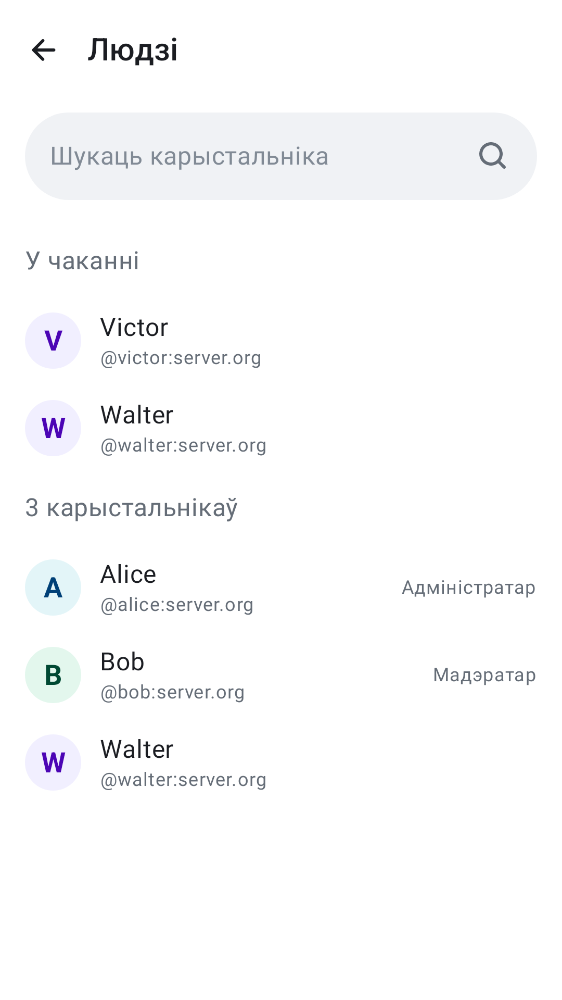 Людзі
Шукаць карыстальніка
У чаканні
V
Victor
@victor:server.org
W
Walter
@walter:server.org
3 карыстальнікаў
A
Alice
@alice:server.org
Адміністратар
B
Bob
@bob:server.org
Мадэратар
W
Walter
@walter:server.org